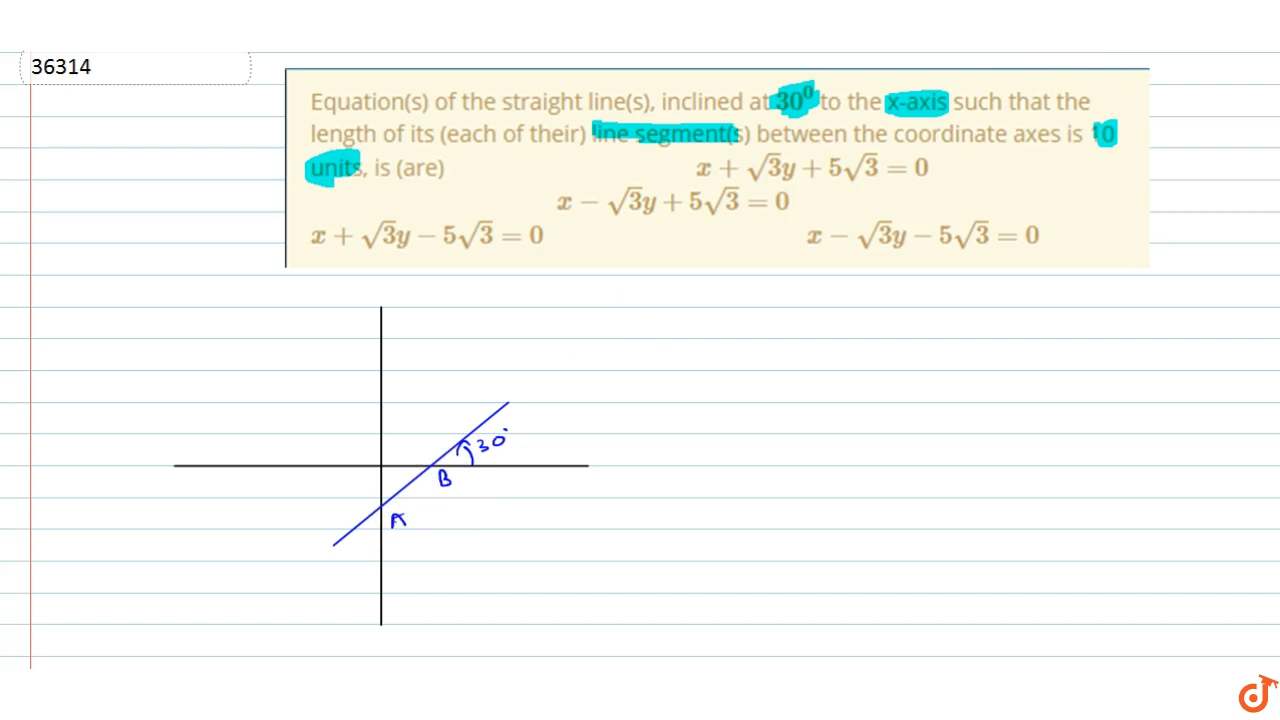 36314
Equation(s) of the straight line(s), inclined at 30⁰ to the x-axis such that the
length of its (each of their) line segment(s) between the coordinate axes is 10
units, is (are) x + √3y + 5√3 = 0
x − √3y + 5√3 = 0
x + √3y − 5√3 = 0 x − √3y − 5√3 = 0
30°
B
A